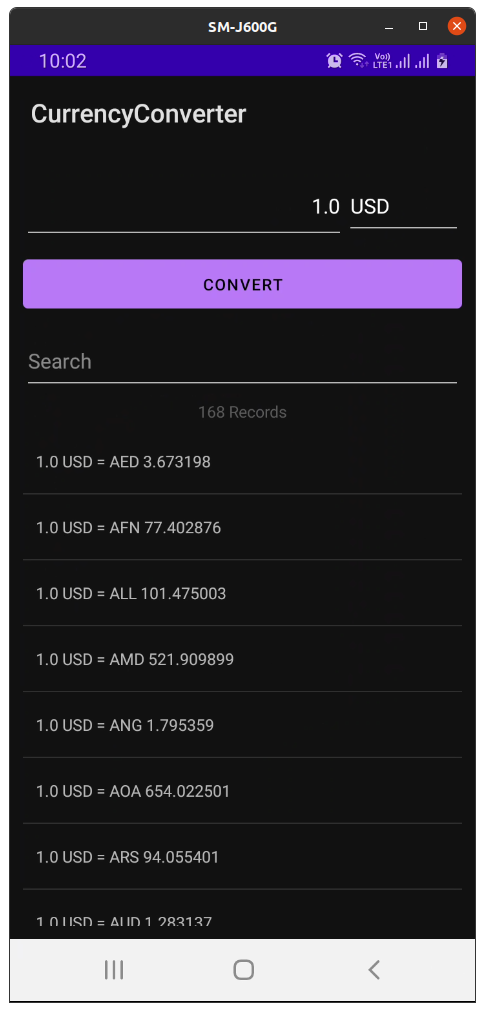 SM-J600G
10:02 Vo)) LTE1
CurrencyConverter
1.0 USD
CONVERT
Search
168 Records
1.0 USD = AED 3.673198
1.0 USD = AFN 77.402876
1.0 USD = ALL 101.475003
1.0 USD = AMD 521.909899
1.0 USD = ANG 1.795359
1.0 USD = AOA 654.022501
1.0 USD = ARS 94.055401
1.0 USD = AUD 1.283137